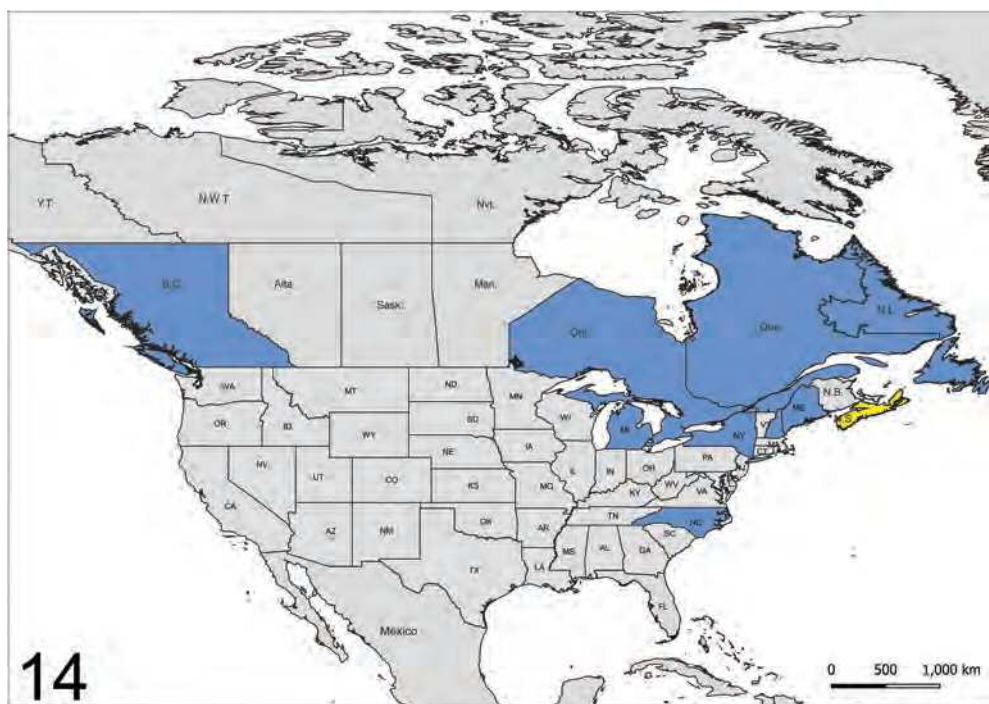 Y.T.
N.W.T.
Nvt.
B.C.
Alta.
Sask.
Man.
Ont.
Que.
N.L.
N.B.
N.S.
WA
MT
ND
MN
OR
ID
WY
SD
WI
MI
NY
VT
ME
NE
IA
PA
NV
UT
CO
KS
MO
IL
IN
OH
WV
VA
KY
CA
AZ
NM
OK
AR
TN
NC
SC
TX
LA
MS
AL
GA
FL
México
14
0 500 1,000 km